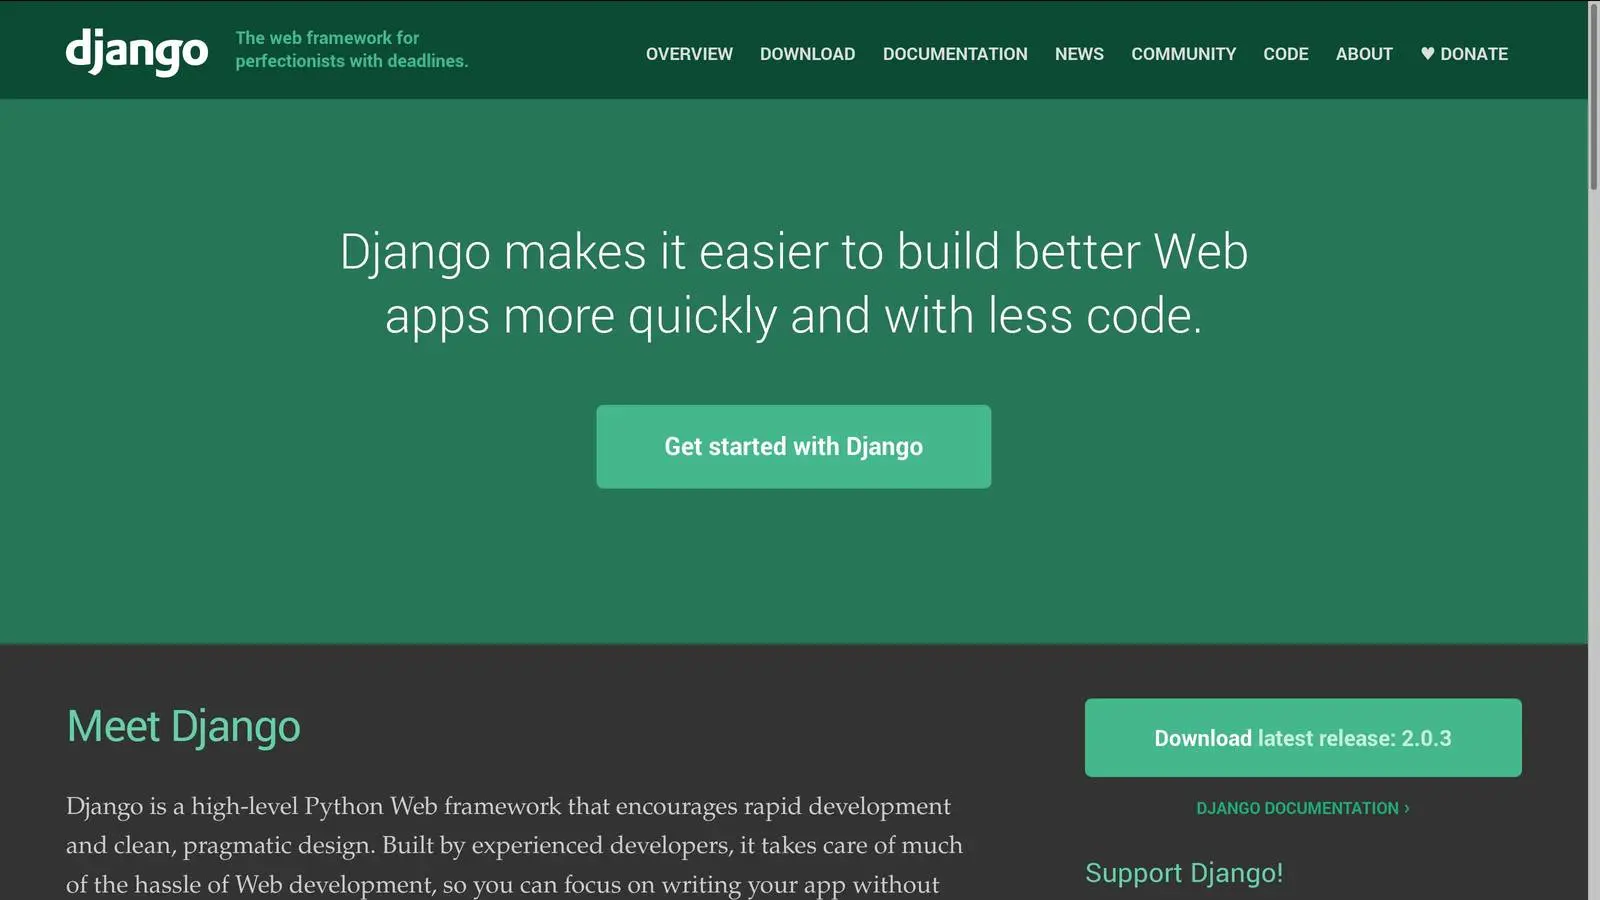 django
The web framework for
perfectionists with deadlines.
OVERVIEW DOWNLOAD DOCUMENTATION NEWS COMMUNITY CODE ABOUT ♥ DONATE
Django makes it easier to build better Web
apps more quickly and with less code.
Get started with Django
Meet Django
Django is a high-level Python Web framework that encourages rapid development
and clean, pragmatic design. Built by experienced developers, it takes care of much
of the hassle of Web development, so you can focus on writing your app without
Download latest release: 2.0.3
DJANGO DOCUMENTATION ›
Support Django!